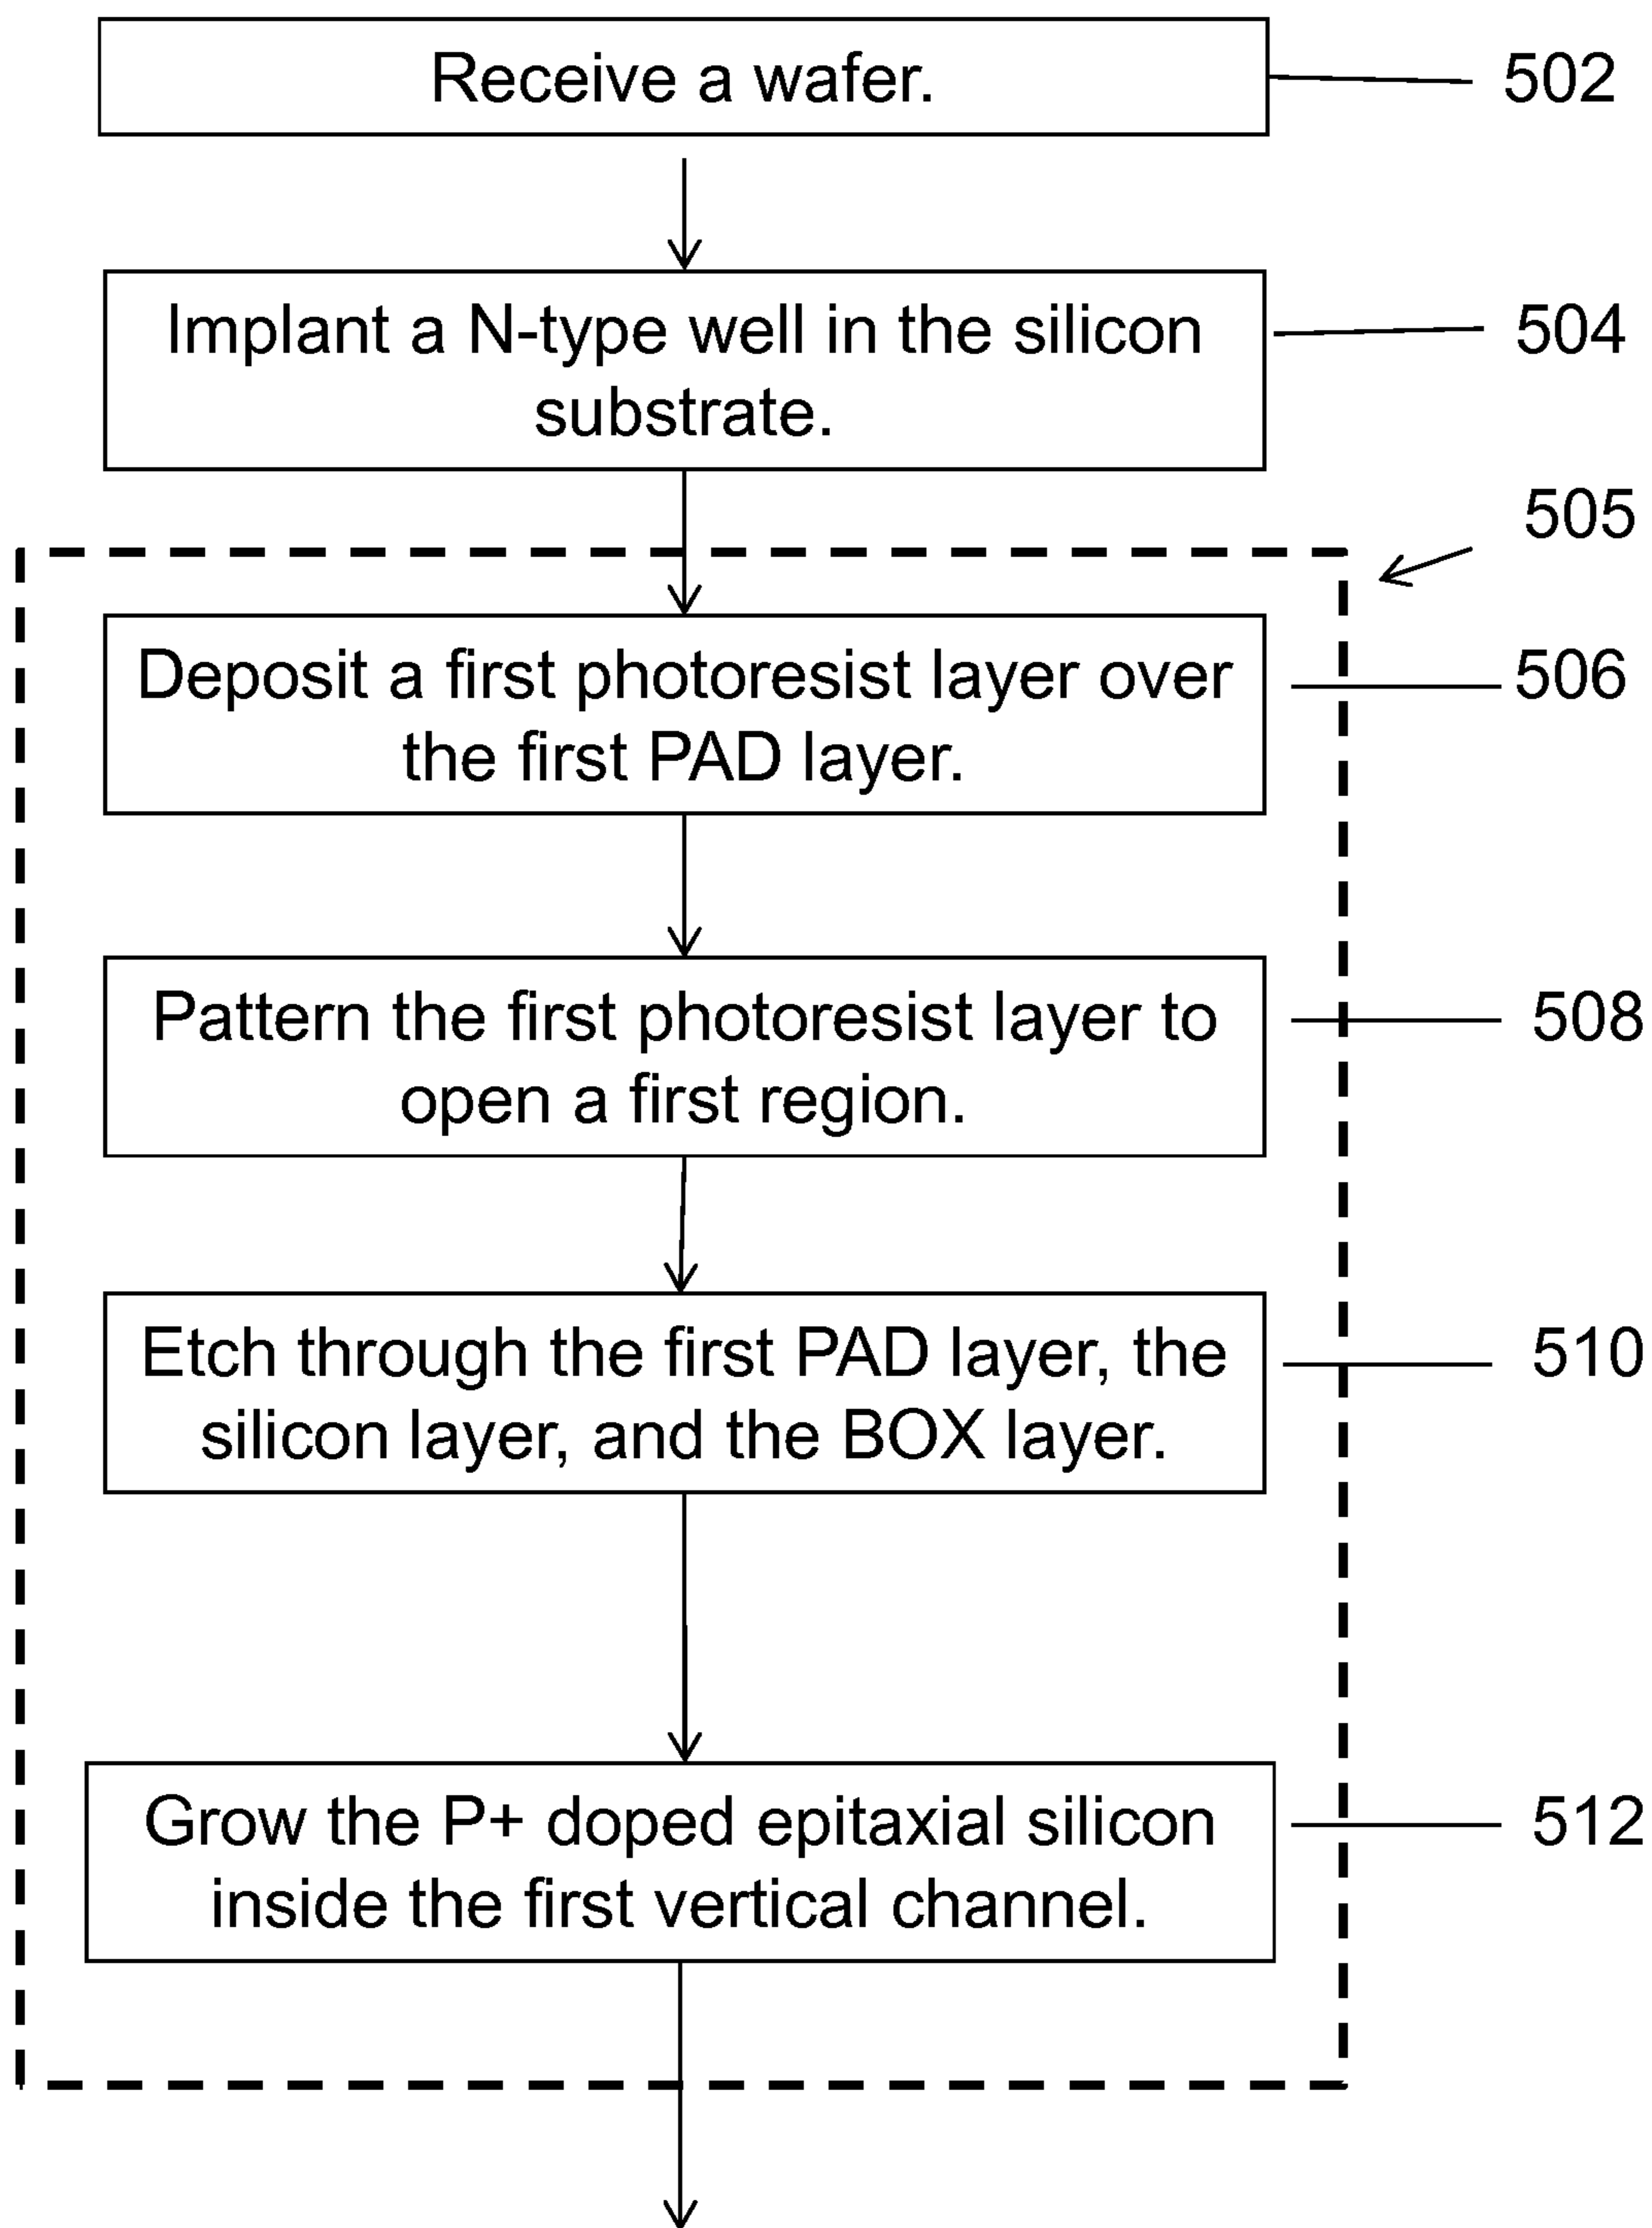 Receive a wafer.
502
Implant a N-type well in the silicon
substrate.
504
505
Deposit a first photoresist layer over
the first PAD layer.
506
Pattern the first photoresist layer to
open a first region.
508
Etch through the first PAD layer, the
silicon layer, and the BOX layer.
510
Grow the P+ doped epitaxial silicon
inside the first vertical channel.
512